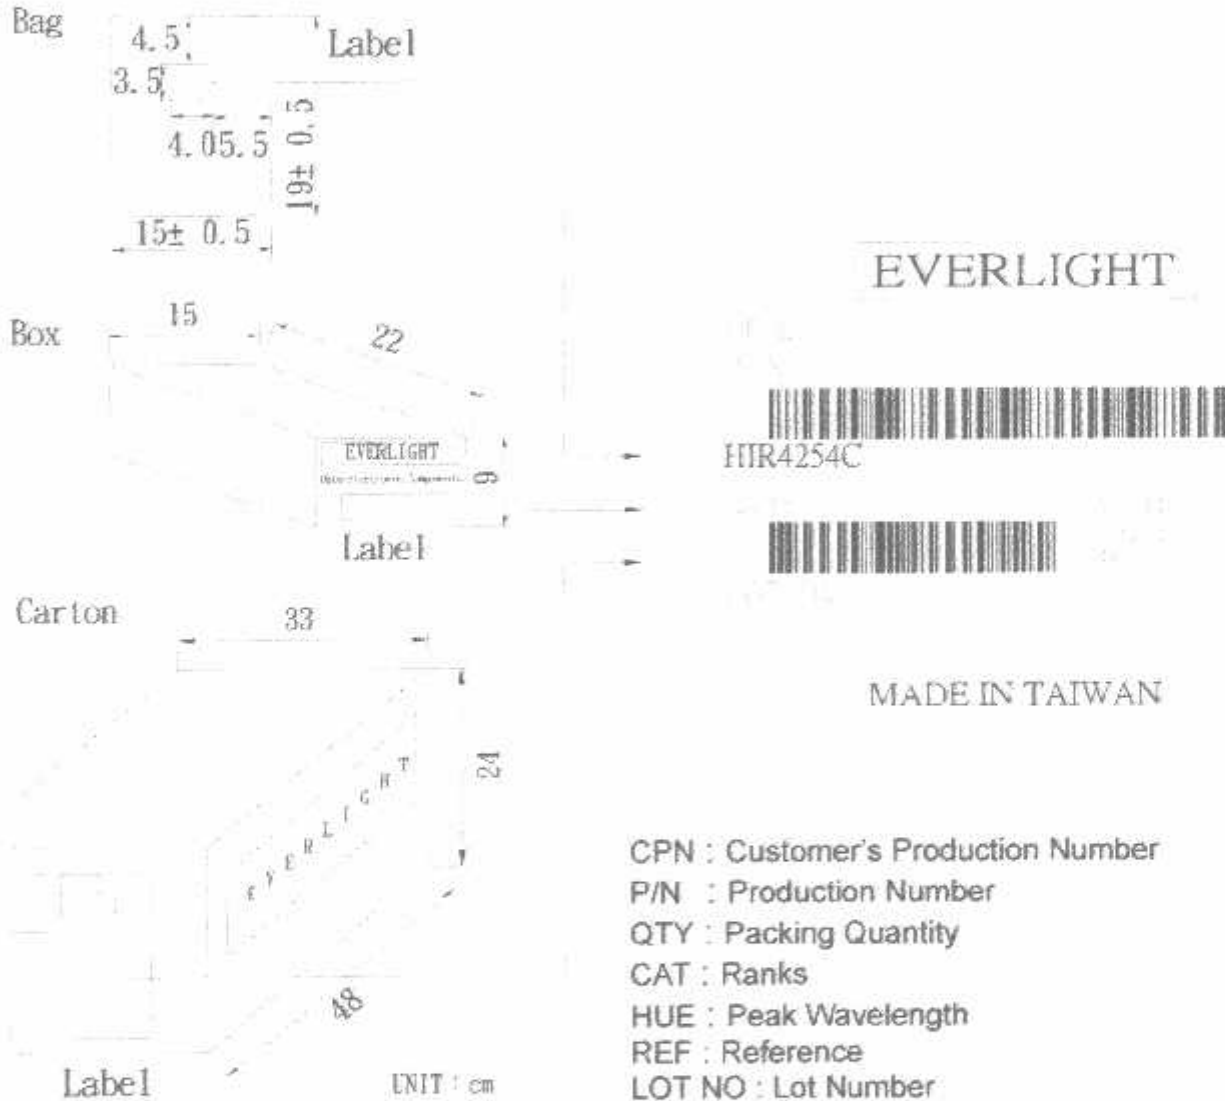 Bag
4.5
Label
3.5
4.0 5.5
19± 0.5
15± 0.5
Box
15
22
EVERLIGHT
9
Label
Carton
33
24
EVERLIGHT
48
Label
UNIT : cm
EVERLIGHT
HIR4254C
MADE IN TAIWAN
CPN : Customer's Production Number
P/N : Production Number
QTY : Packing Quantity
CAT : Ranks
HUE : Peak Wavelength
REF : Reference
LOT NO : Lot Number